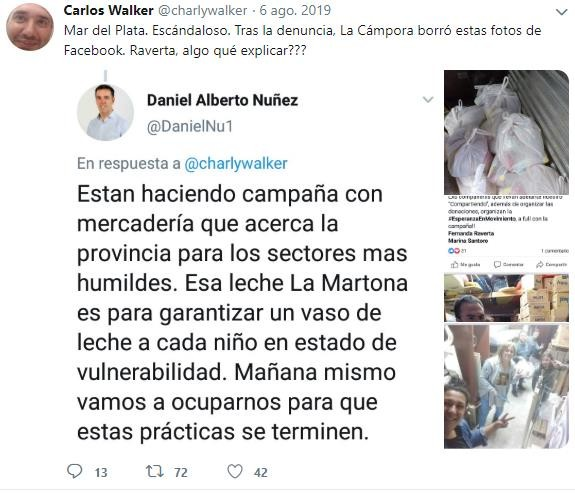 Carlos Walker @charlywalker · 6 ago. 2019
Mar del Plata. Escándaloso. Tras la denuncia, La Cámpora borró estas fotos de
Facebook. Raverta, algo qué explicar???
Daniel Alberto Nuñez
@DanielNu1
En respuesta a @charlywalker
Estan haciendo campaña con
mercadería que acerca la
provincia para los sectores mas
humildes. Esa leche La Martona
es para garantizar un vaso de
leche a cada niño en estado de
vulnerabilidad. Mañana mismo
vamos a ocuparnos para que
estas prácticas se terminen.
"Compartiendo", además de organizar las
donaciones, organizan la
#EsperanzaEnMovimiento, a full con la
campaña!!
Fernanda Raverta
Marina Santoro
21 1 comentario
Me gusta Comentar Compartir
13 72 42